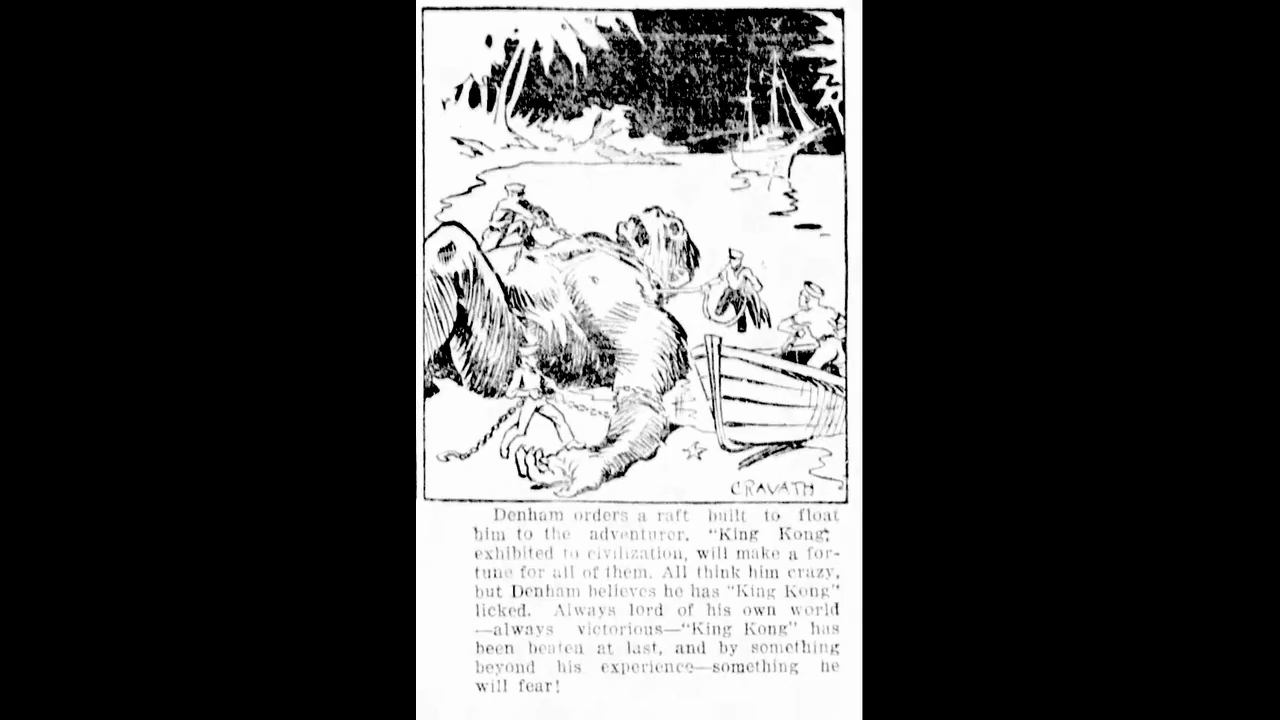 CRAVATH
Denham orders a raft built to float
him to the adventurer. "King Kong,
exhibited to civilization, will make a for-
tune for all of them. All think him crazy,
but Denham believes he has "King Kong"
licked. Always lord of his own world
—always victorious—"King Kong" has
been beaten at last, and by something
beyond his experience—something he
will fear!